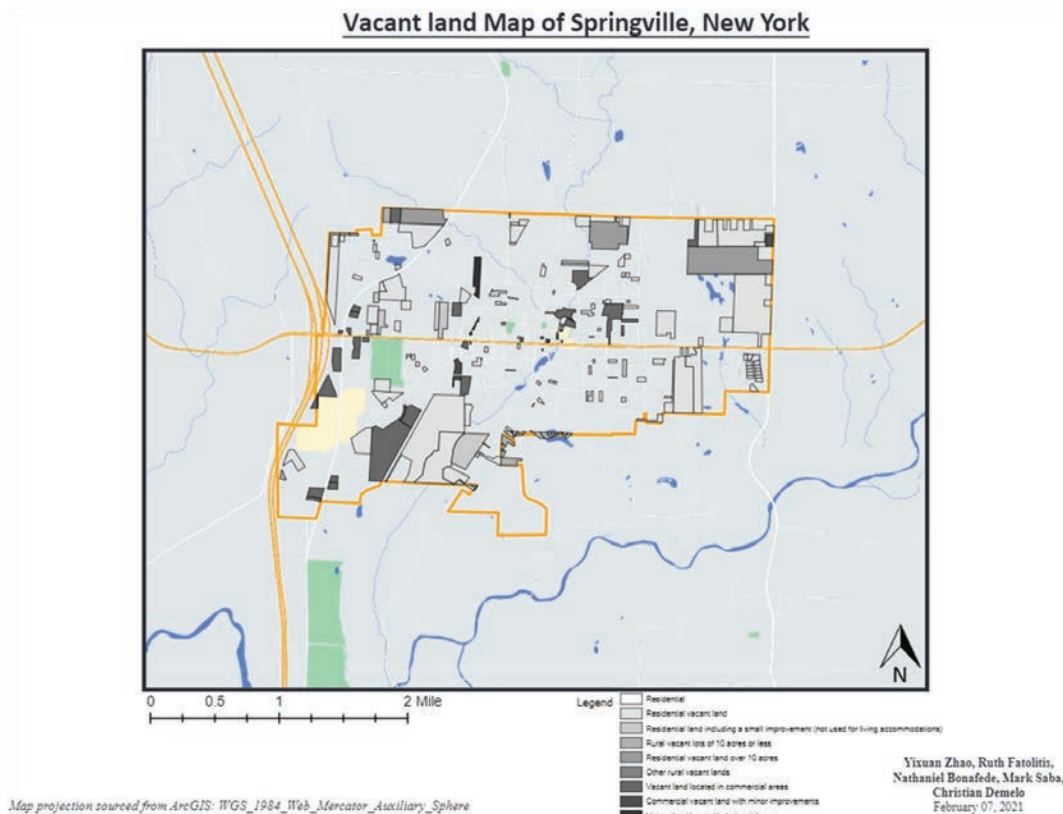 Vacant land Map of Springville, New York
N
0 0.5 1 2 Mile
Legend
Residential
Residential vacant land
Residential land including a small improvement (not used for living accommodations)
Rural vacant lots of 10 acres or less
Residential vacant land over 10 acres
Other rural vacant lands
Vacant land located in commercial areas
Commercial vacant land with minor improvements
Yixuan Zhao, Ruth Fatolitis,
Nathaniel Bonafede, Mark Saba,
Christian Demelo
February 07, 2021
Map projection sourced from ArcGIS: WGS_1984_Web_Mercator_Auxiliary_Sphere